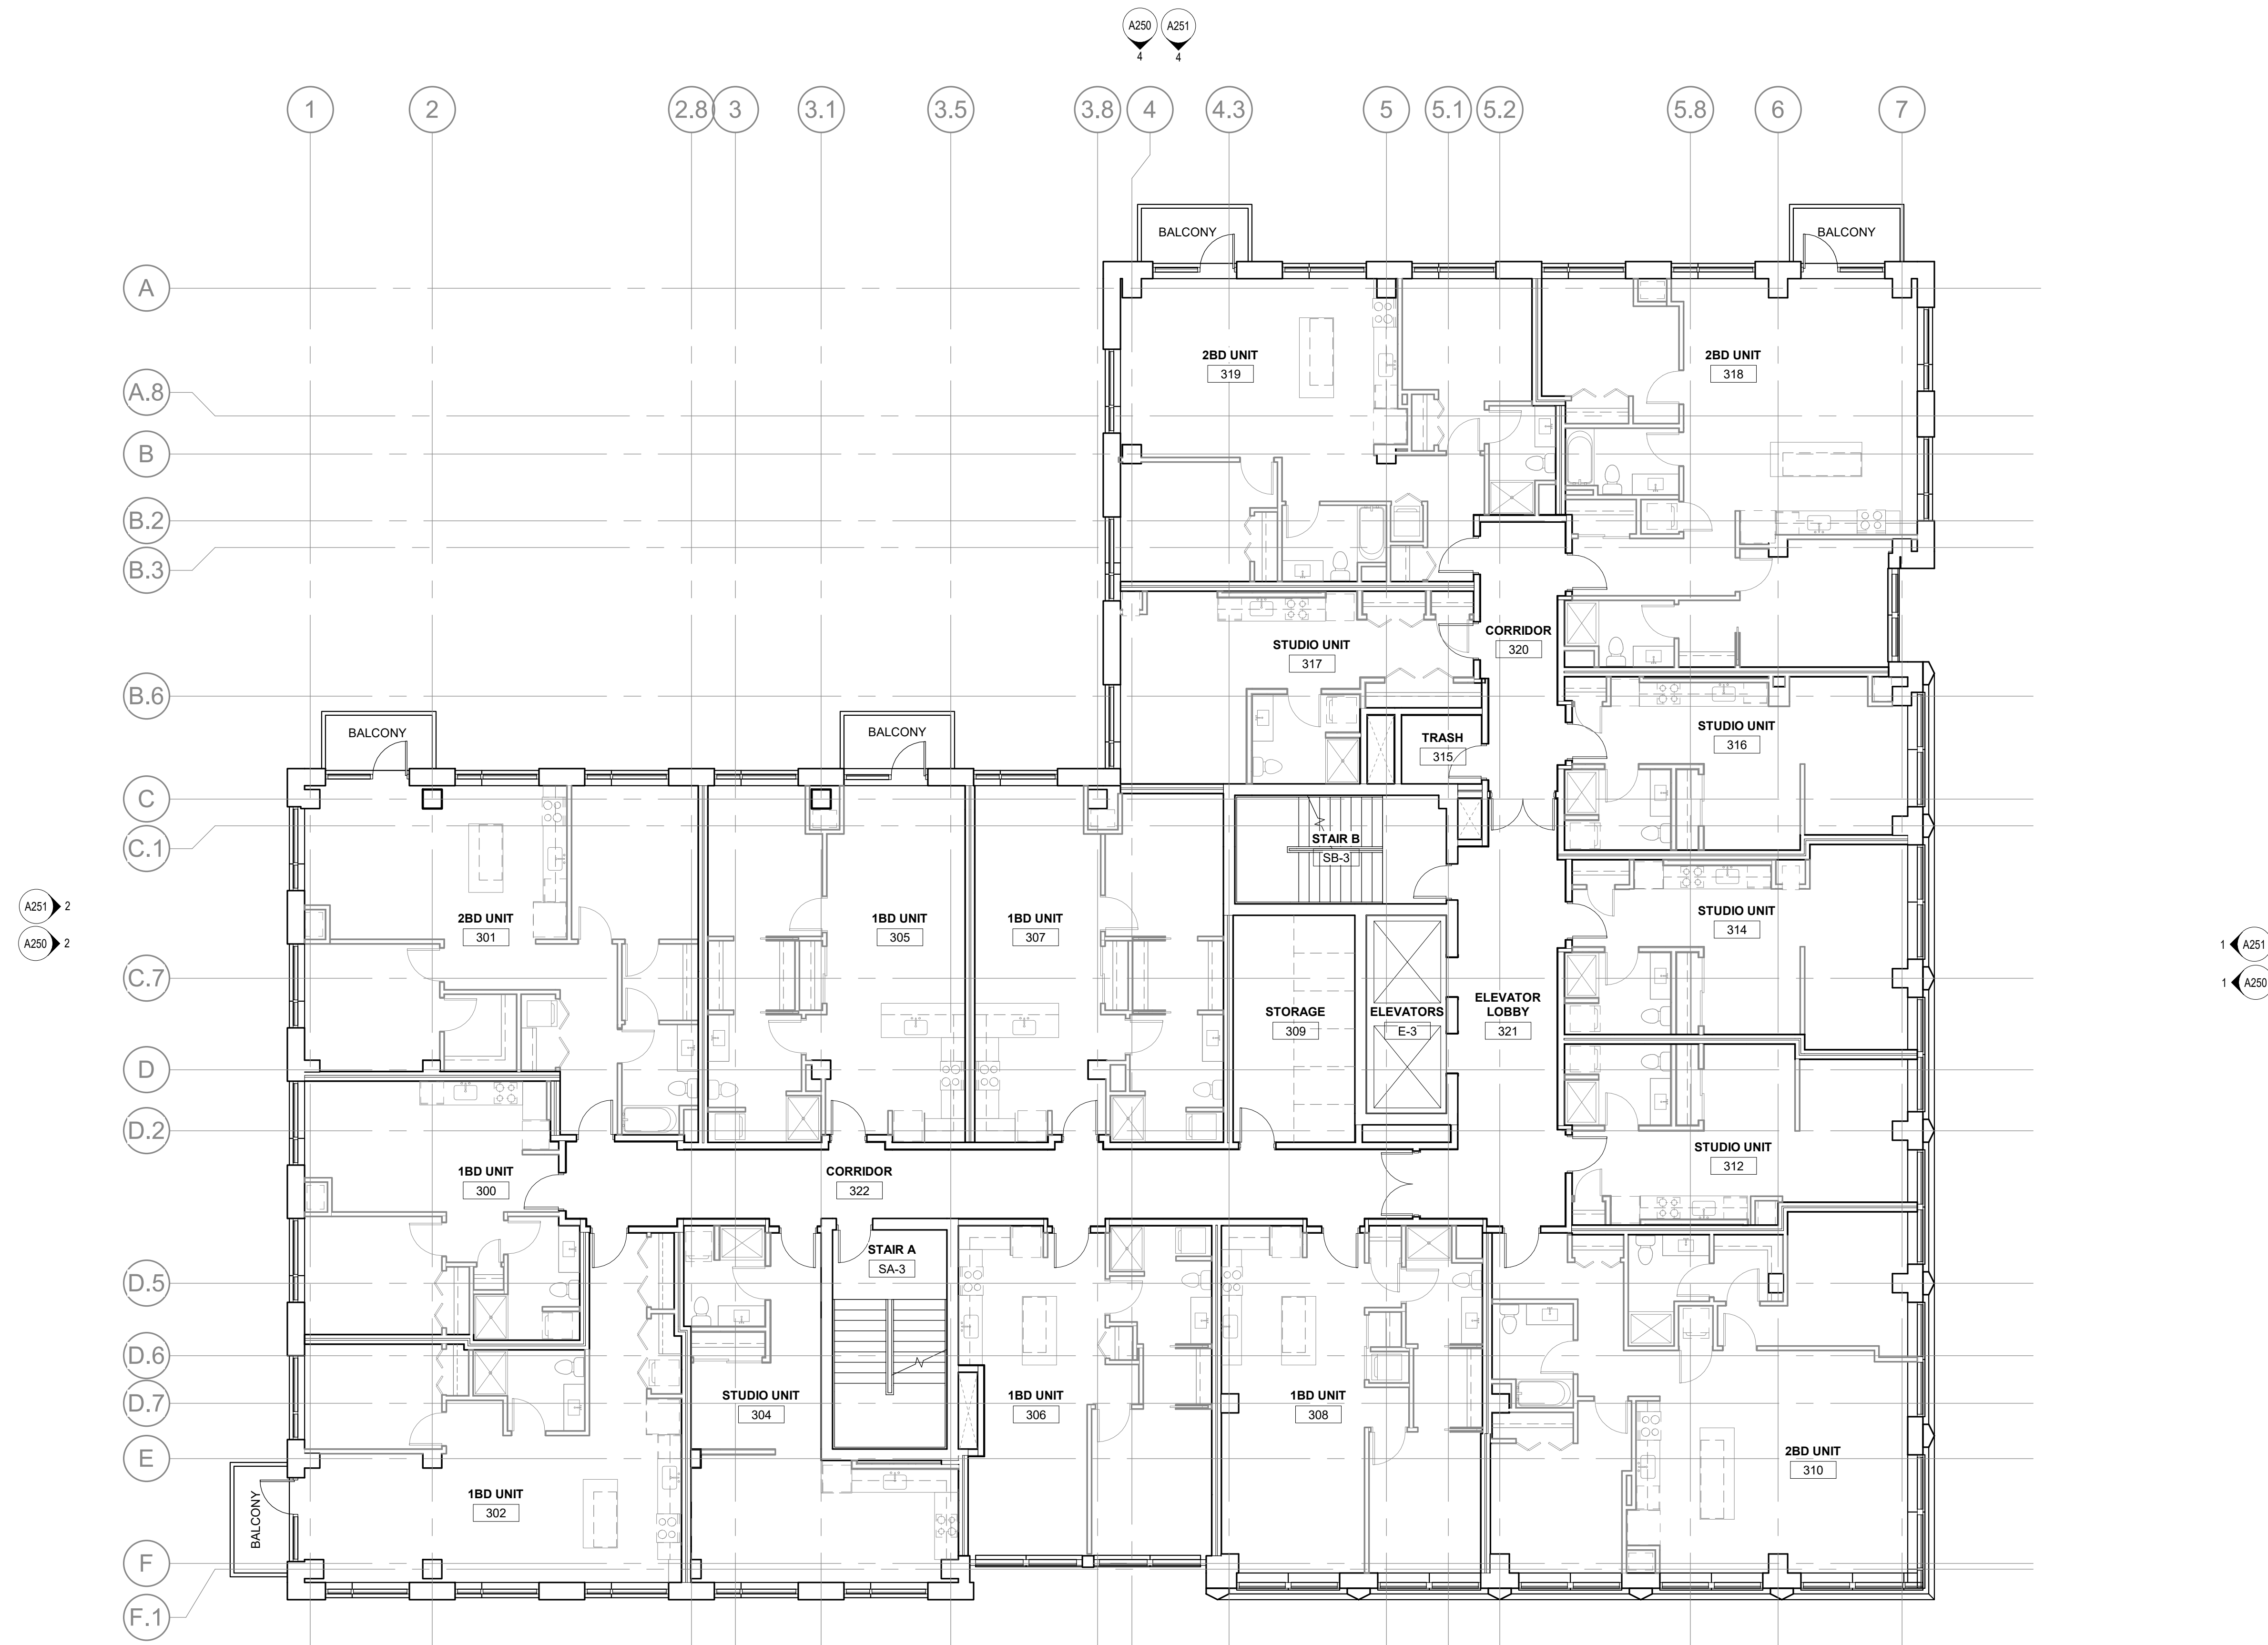 A250 A251
4 4
1 2 2.8 3 3.1 3.5 3.8 4 4.3 5 5.1 5.2 5.8 6 7
BALCONY BALCONY
A
2BD UNIT 2BD UNIT
319 318
A.8
B
B.2
B.3
CORRIDOR
320
STUDIO UNIT
317
B.6
STUDIO UNIT
316
BALCONY BALCONY
TRASH
315
C
STAIR B
SB-3
C.1
A251 2
2BD UNIT 1BD UNIT 1BD UNIT
301 305 307
STUDIO UNIT
314
A250 2
1 A251
C.7
1 A250
STORAGE
309
ELEVATORS
E-3
ELEVATOR
LOBBY
321
D
D.2
STUDIO UNIT
312
1BD UNIT
300
CORRIDOR
322
STAIR A
SA-3
D.5
D.6
STUDIO UNIT
304
1BD UNIT
306
1BD UNIT
308
D.7
2BD UNIT
310
E
1BD UNIT
302
BALCONY
F
F.1